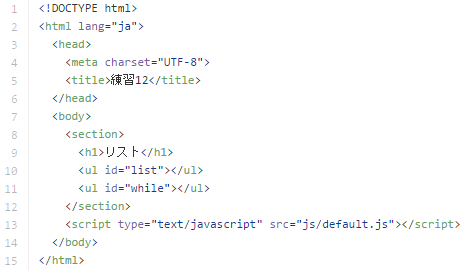 1 <!DOCTYPE html>
2 <html lang="ja">
3 <head>
4 <meta charset="UTF-8">
5 <title>練習12</title>
6 </head>
7 <body>
8 <section>
9 <h1>リスト</h1>
10 <ul id="list"></ul>
11 <ul id="while"></ul>
12 </section>
13 <script type="text/javascript" src="js/default.js"></script>
14 </body>
15 </html>